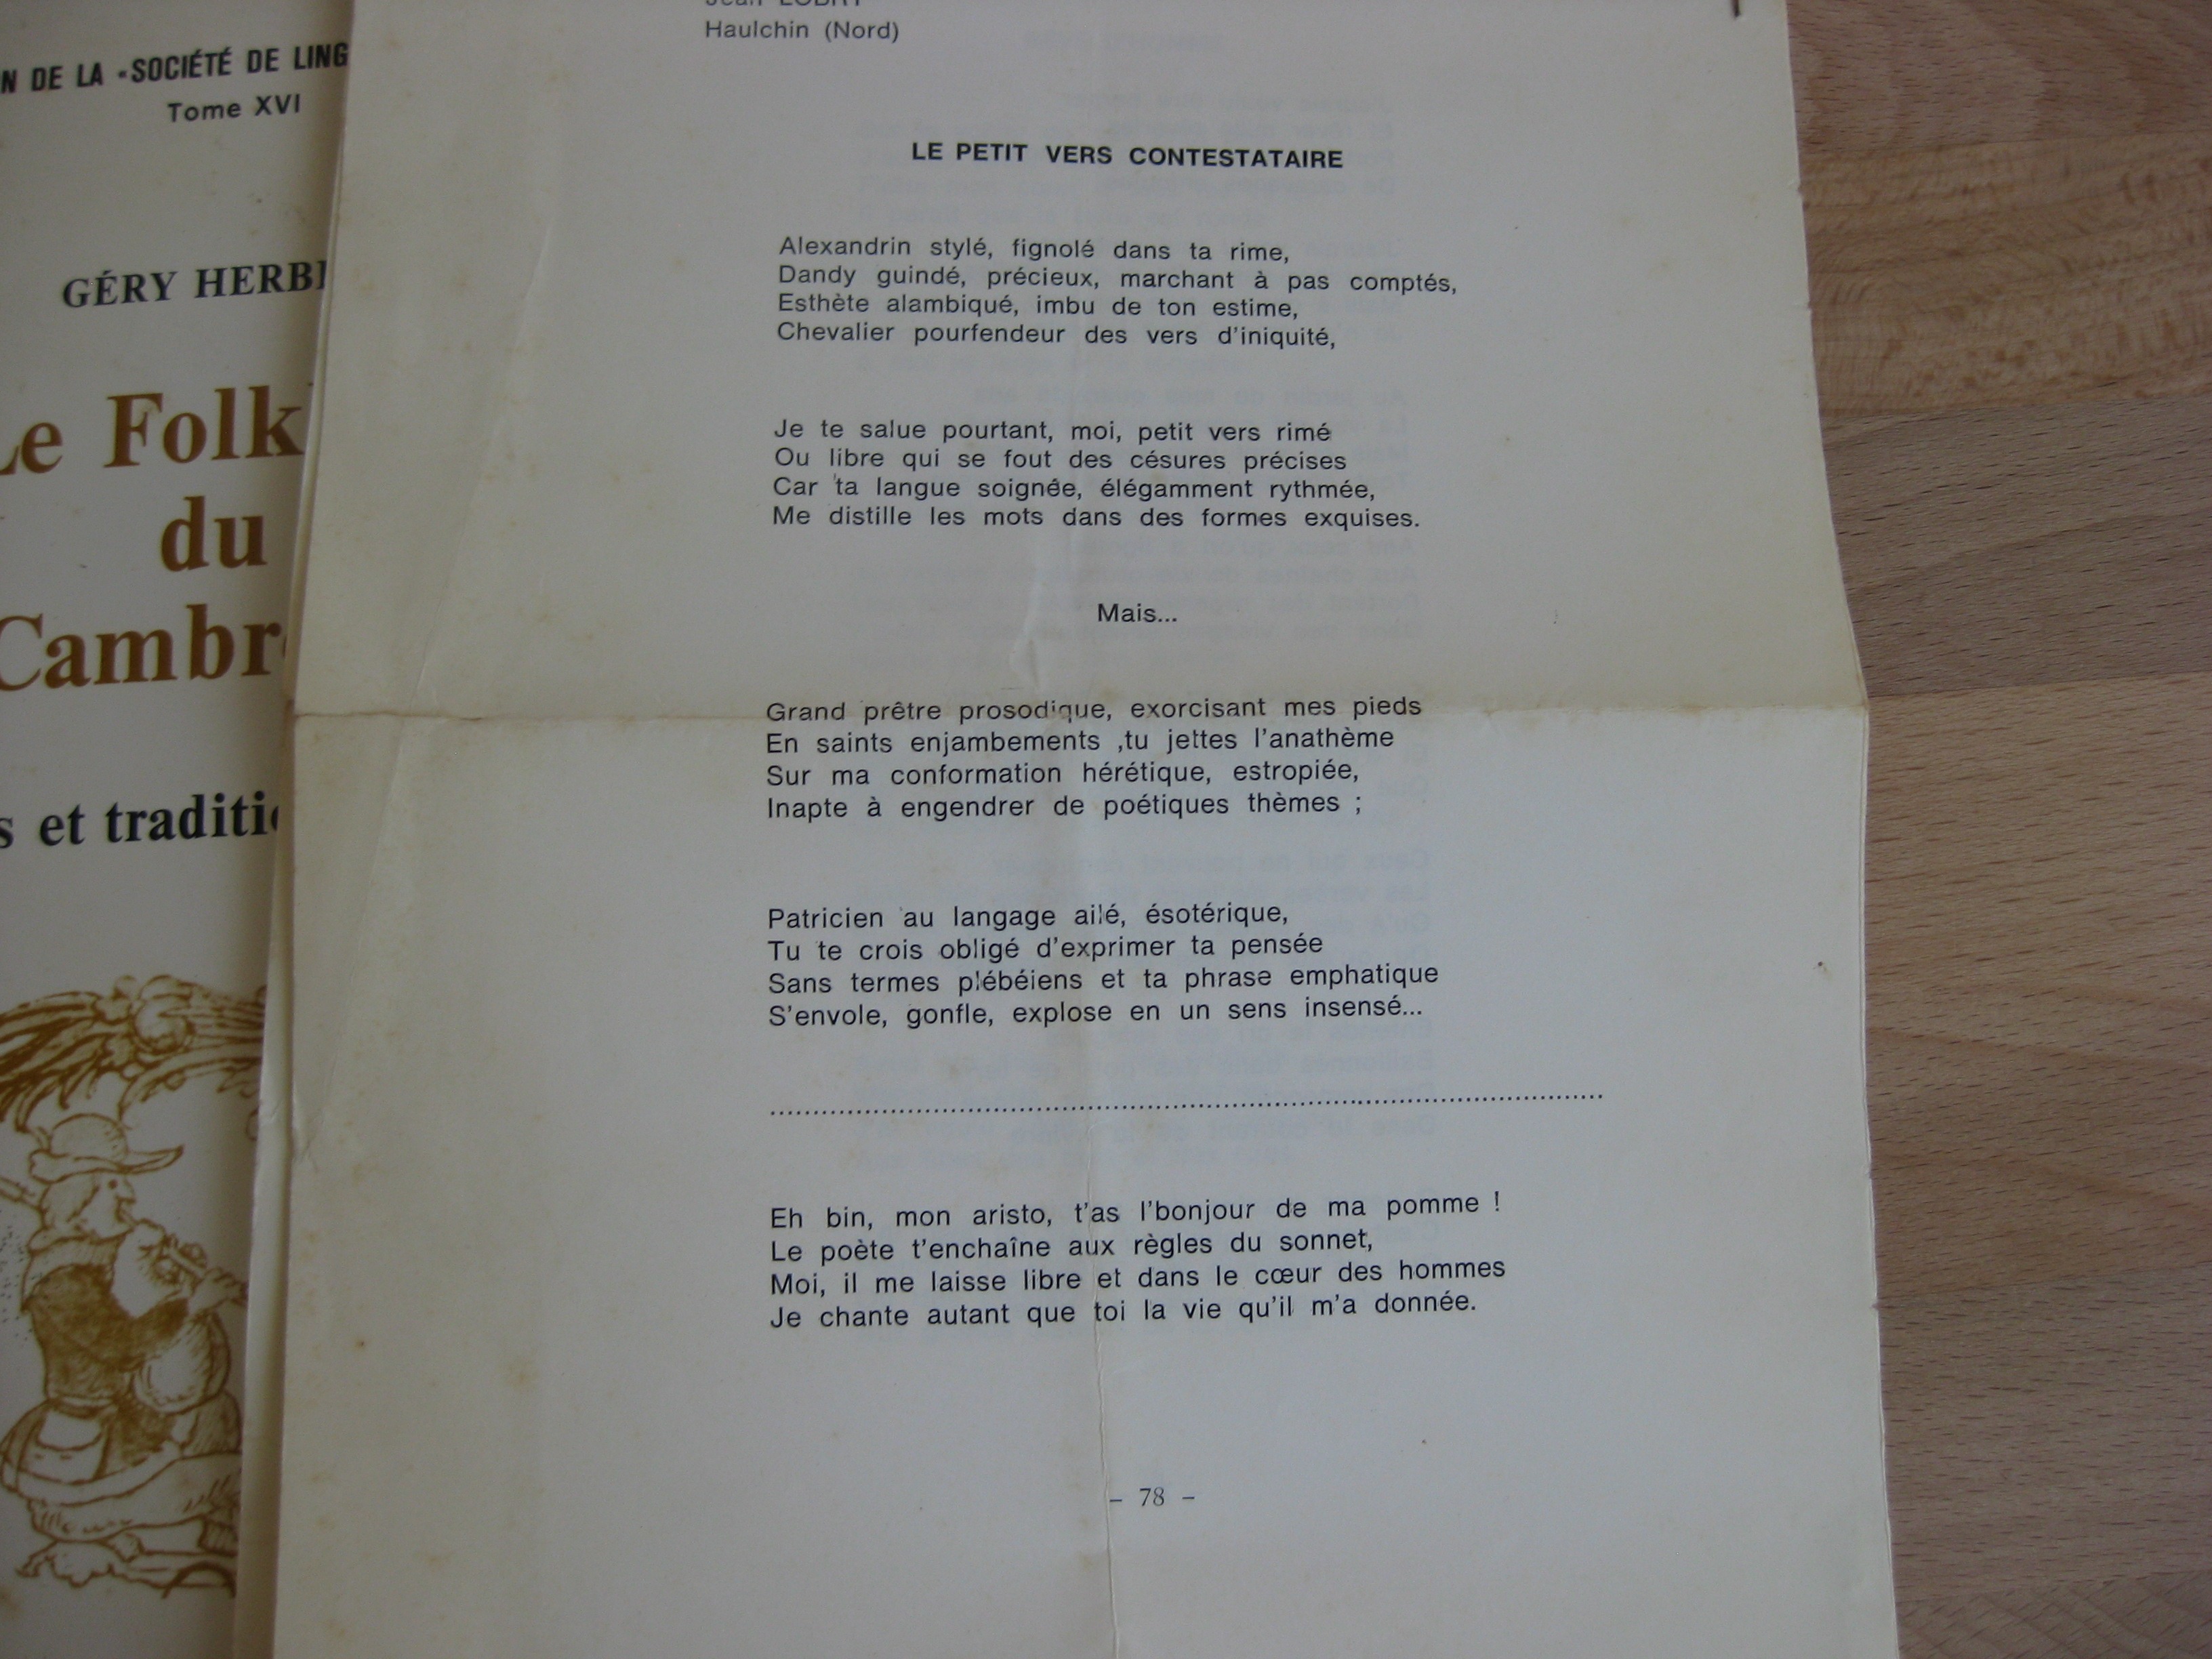 N DE LA «SOCIÉTÉ DE LING
Tome XVI
GÉRY HERB
Le Folk
du
Cambr
s et traditi
Jean LOBRY
Haulchin (Nord)
LE PETIT VERS CONTESTATAIRE
Alexandrin stylé, fignolé dans ta rime,
Dandy guindé, précieux, marchant à pas comptés,
Esthète alambiqué, imbu de ton estime,
Chevalier pourfendeur des vers d'iniquité,
Je te salue pourtant, moi, petit vers rimé
Ou libre qui se fout des césures précises
Car ta langue soignée, élégamment rythmée,
Me distille les mots dans des formes exquises.
Mais...
Grand prêtre prosodique, exorcisant mes pieds
En saints enjambements ,tu jettes l'anathème
Sur ma conformation hérétique, estropiée,
Inapte à engendrer de poétiques thèmes ;
Patricien au langage ailé, ésotérique,
Tu te crois obligé d'exprimer ta pensée
Sans termes plébéiens et ta phrase emphatique
S'envole, gonfle, explose en un sens insensé...
Eh bin, mon aristo, t'as l'bonjour de ma pomme !
Le poète t'enchaîne aux règles du sonnet,
Moi, il me laisse libre et dans le cœur des hommes
Je chante autant que toi la vie qu'il m'a donnée.
– 78 –